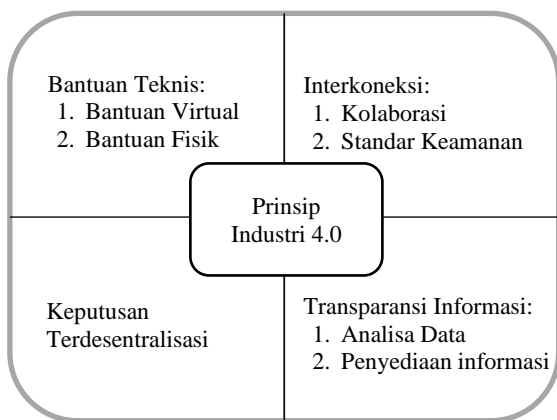 Bantuan Teknis:
1. Bantuan Virtual
2. Bantuan Fisik
Interkoneksi:
1. Kolaborasi
2. Standar Keamanan
Prinsip
Industri 4.0
Keputusan
Terdesentralisasi
Transparansi Informasi:
1. Analisa Data
2. Penyediaan informasi